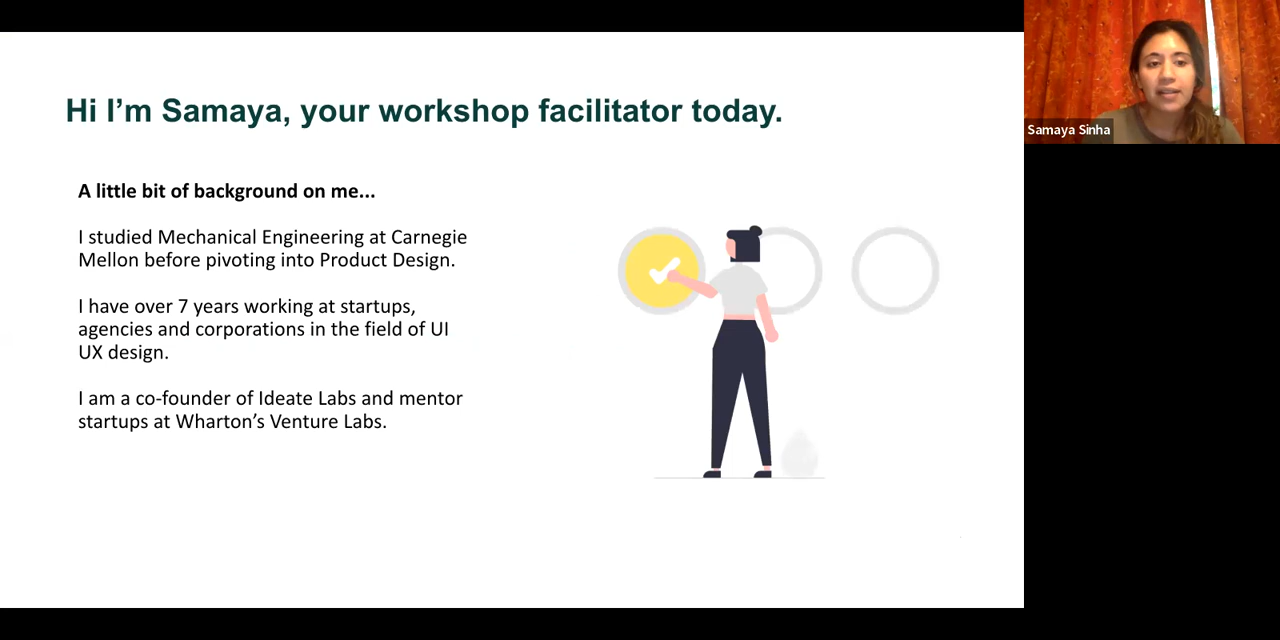 Hi I’m Samaya, your workshop facilitator today.
A little bit of background on me...
I studied Mechanical Engineering at Carnegie
Mellon before pivoting into Product Design.
I have over 7 years working at startups,
agencies and corporations in the field of UI
UX design.
I am a co-founder of Ideate Labs and mentor
startups at Wharton’s Venture Labs.
Samaya Sinha